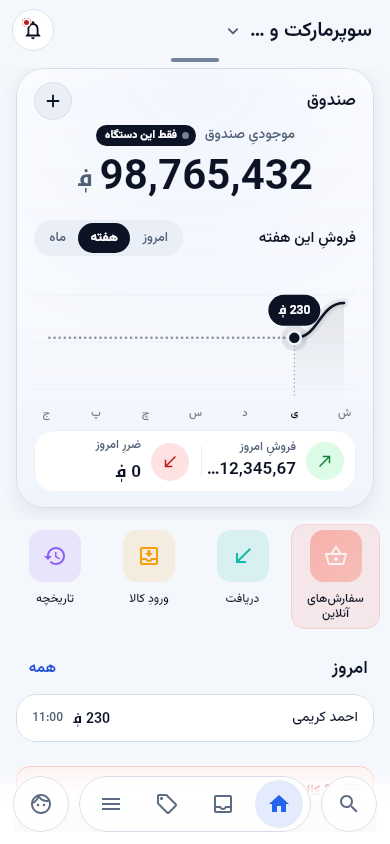 سوپرمارکت و ...
صندوق
موجودیِ صندوق
فقط این دستگاه
98,765,432 ؋
فروشِ این هفته
امروز
هفته
ماه
230 ؋
ش
ی
د
س
چ
پ
ج
فروشِ امروز
12,345,67...
ضررِ امروز
0 ؋
سفارش‌های آنلاین
دریافت
ورودِ کالا
تاریخچه
امروز
همه
احمد کریمی
230 ؋
11:00